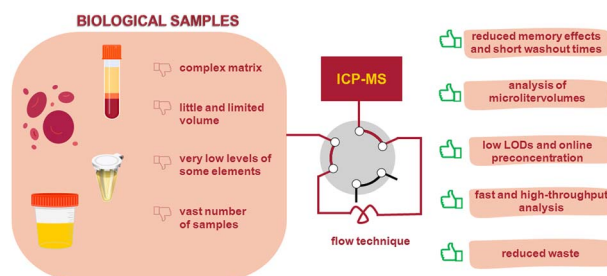 BIOLOGICAL SAMPLES
complex matrix
little and limited
volume
very low levels of
some elements
vast number
of samples
ICP-MS
flow technique
reduced memory effects
and short washout times
analysis of
microlitervolumes
low LODs and online
preconcentration
fast and high-throughput
analysis
reduced waste